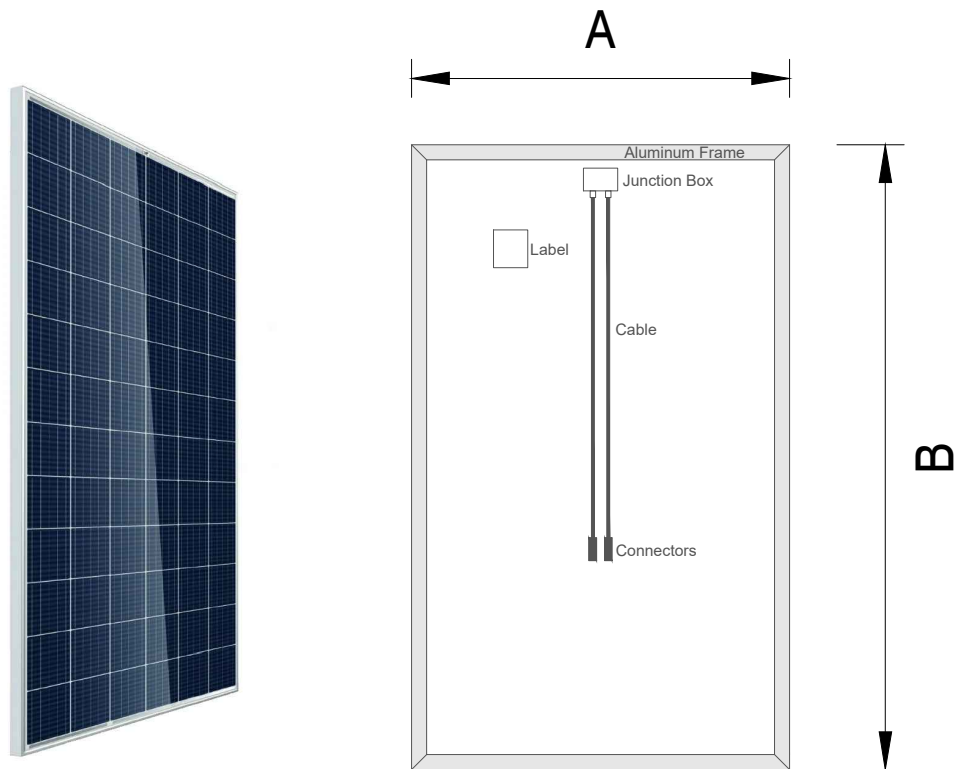 A
Aluminum Frame
Junction Box
Label
Cable
B
Connectors